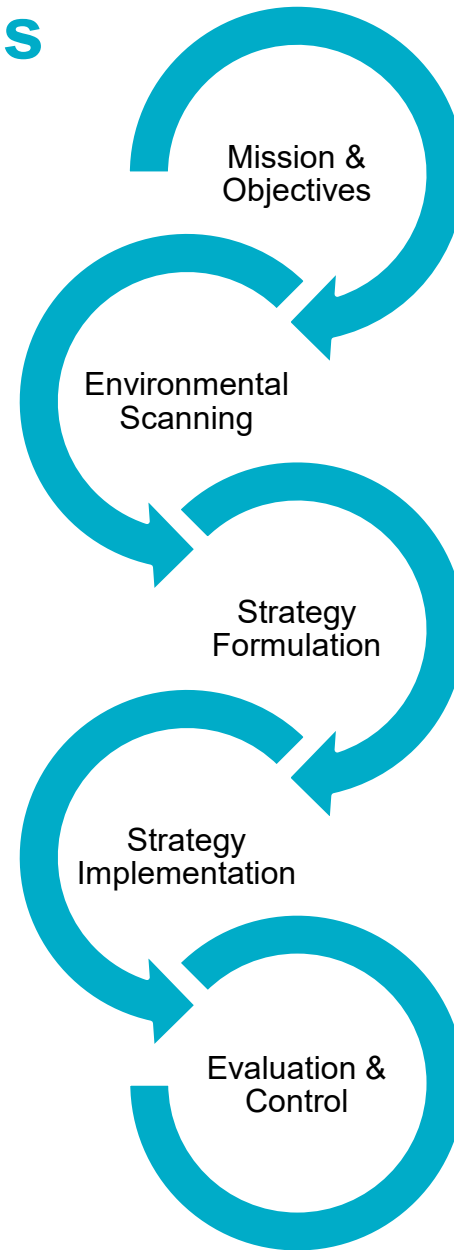 s
Mission &
Objectives
Environmental
Scanning
Strategy
Formulation
Strategy
Implementation
Evaluation &
Control